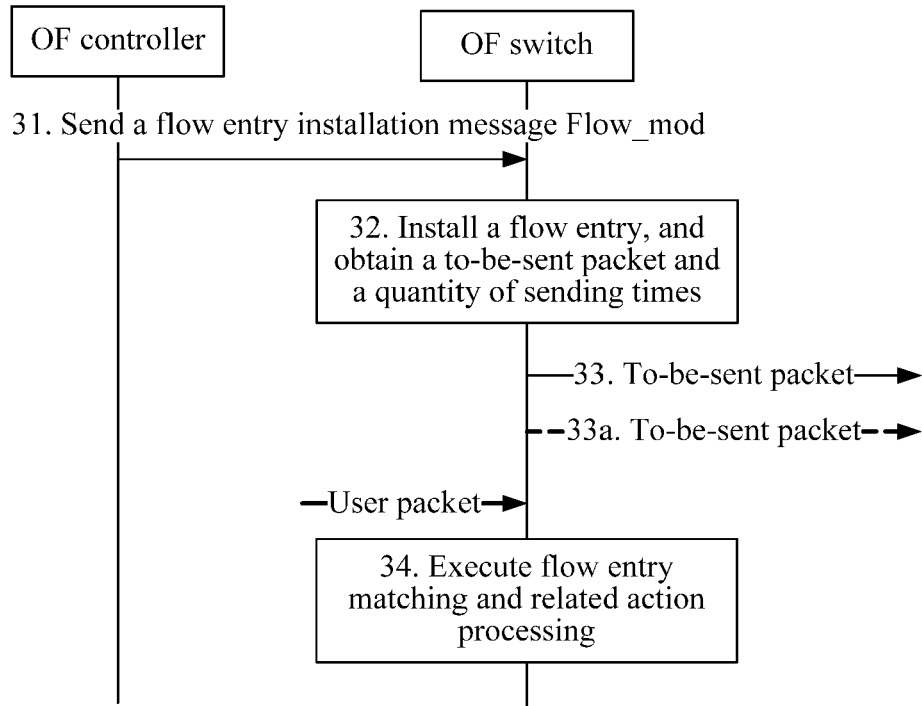 OF controller
OF switch
31. Send a flow entry installation message Flow_mod
32. Install a flow entry, and
obtain a to-be-sent packet and
a quantity of sending times
33. To-be-sent packet
33a. To-be-sent packet
User packet
34. Execute flow entry
matching and related action
processing